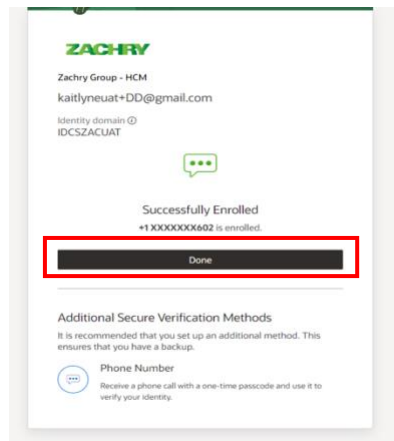 ZACHRY
Zachry Group - HCM
kaitlyneuat+DD@gmail.com
Identity domain
IDCSZACUAT
Successfully Enrolled
+1 XXXXXXX602 is enrolled.
Done
Additional Secure Verification Methods
It is recommended that you set up an additional method. This
ensures that you have a backup.
Phone Number
Receive a phone call with a one-time passcode and use it to
verify your identity.